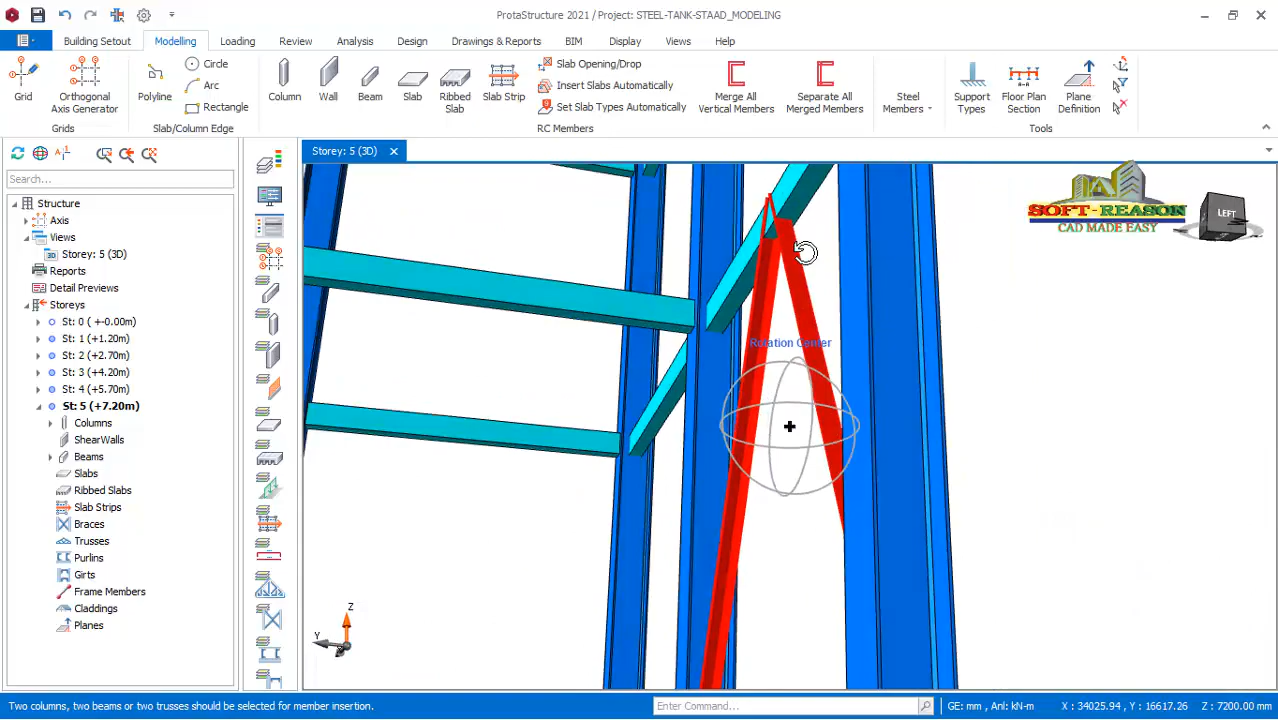 ProtaStructure 2021 / Project: STEEL-TANK-STAAD_MODELING
Building Setout Modelling Loading Review Analysis Design Drawings & Reports BIM Display Views Help
Grid
Orthogonal
Axis Generator
Grids
Polyline
Circle
Arc
Rectangle
Slab/Column Edge
Column
Wall
Beam
Slab
Ribbed
Slab
Slab Strip
Slab Opening/Drop
Insert Slabs Automatically
Set Slab Types Automatically
Merge All
Vertical Members
Separate All
Merged Members
RC Members
Steel
Members
Support
Types
Floor Plan
Section
Plane
Definition
Tools
Storey: 5 (3D)
Search...
Structure
Axis
Views
Storey: 5 (3D)
Reports
Detail Previews
Storeys
St: 0 ( +-0.00m)
St: 1 (+1.20m)
St: 2 (+2.70m)
St: 3 (+4.20m)
St: 4 (+5.70m)
St: 5 (+7.20m)
Columns
ShearWalls
Beams
Slabs
Ribbed Slabs
Slab Strips
Braces
Trusses
Purlins
Girts
Frame Members
Claddings
Planes
SOFT-REASON
CAD MADE EASY
LEFT
Rotation Center
Z
Y
Two columns, two beams or two trusses should be selected for member insertion.
Enter Command...
GE: mm , Anl: kN-m
X : 34025.94 , Y : 16617.26
Z : 7200.00 mm